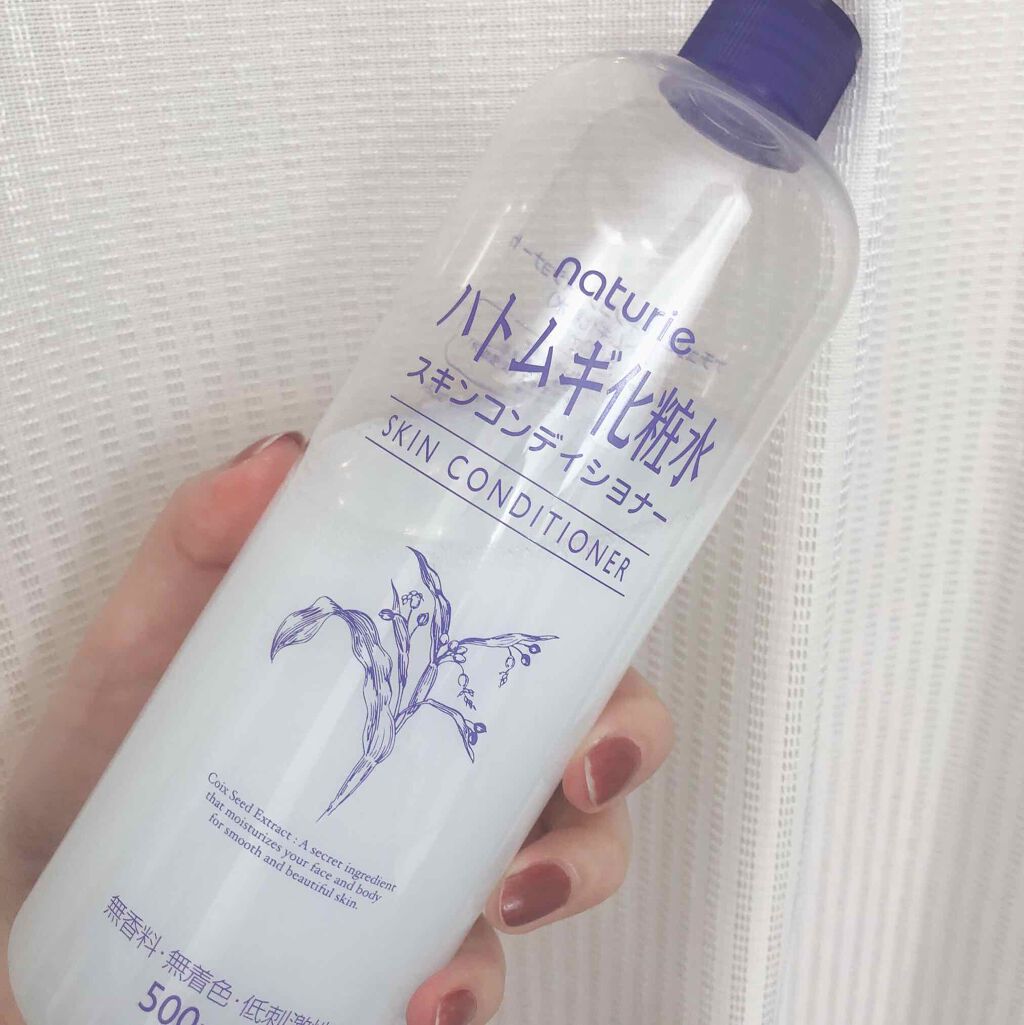 naturie
ハトムギ化粧水
スキンコンディショナー
SKIN CONDITIONER
Coix Seed Extract : A secret ingredient
that moisturizes your face and body
for smooth and beautiful skin.
無香料・無着色・低刺激性
500